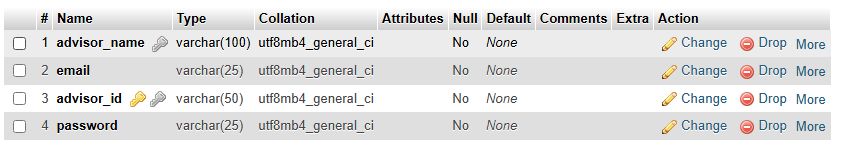 # Name Type Collation Attributes Null Default Comments Extra Action
1 advisor_name varchar(100) utf8mb4_general_ci No None Change Drop More
2 email varchar(25) utf8mb4_general_ci No None Change Drop More
3 advisor_id varchar(50) utf8mb4_general_ci No None Change Drop More
4 password varchar(25) utf8mb4_general_ci No None Change Drop More